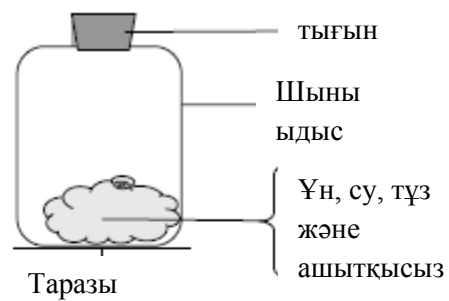 тығын
Шыны
ыдыс
Ұн, су, тұз
және
ашытқысыз
Таразы